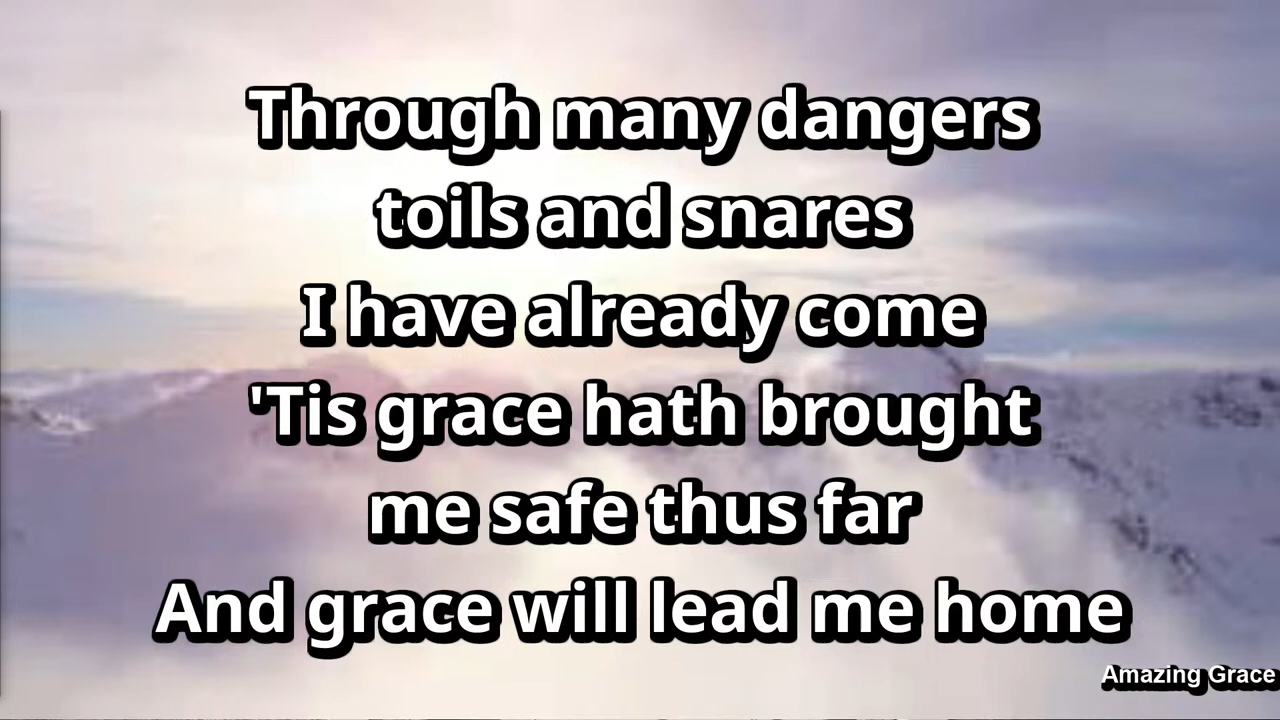 Through many dangers
toils and snares
I have already come
'Tis grace hath brought
me safe thus far
And grace will lead me home
Amazing Grace